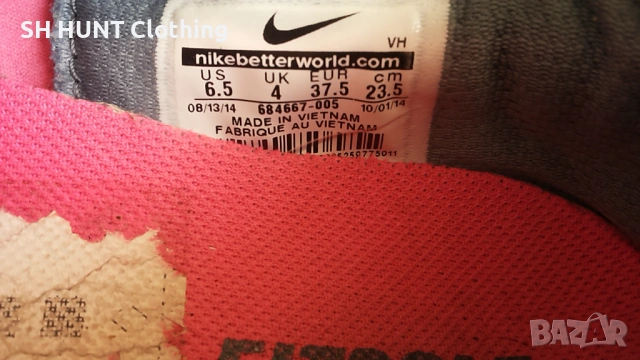 SH HUNT Clothing
VH
nikebetterworld.com
US UK EUR cm
6.5 4 37.5 23.5
08/13/14 684667-005 10/01/14
MADE IN VIETNAM
FABRIQUE AU VIETNAM
BAZAR